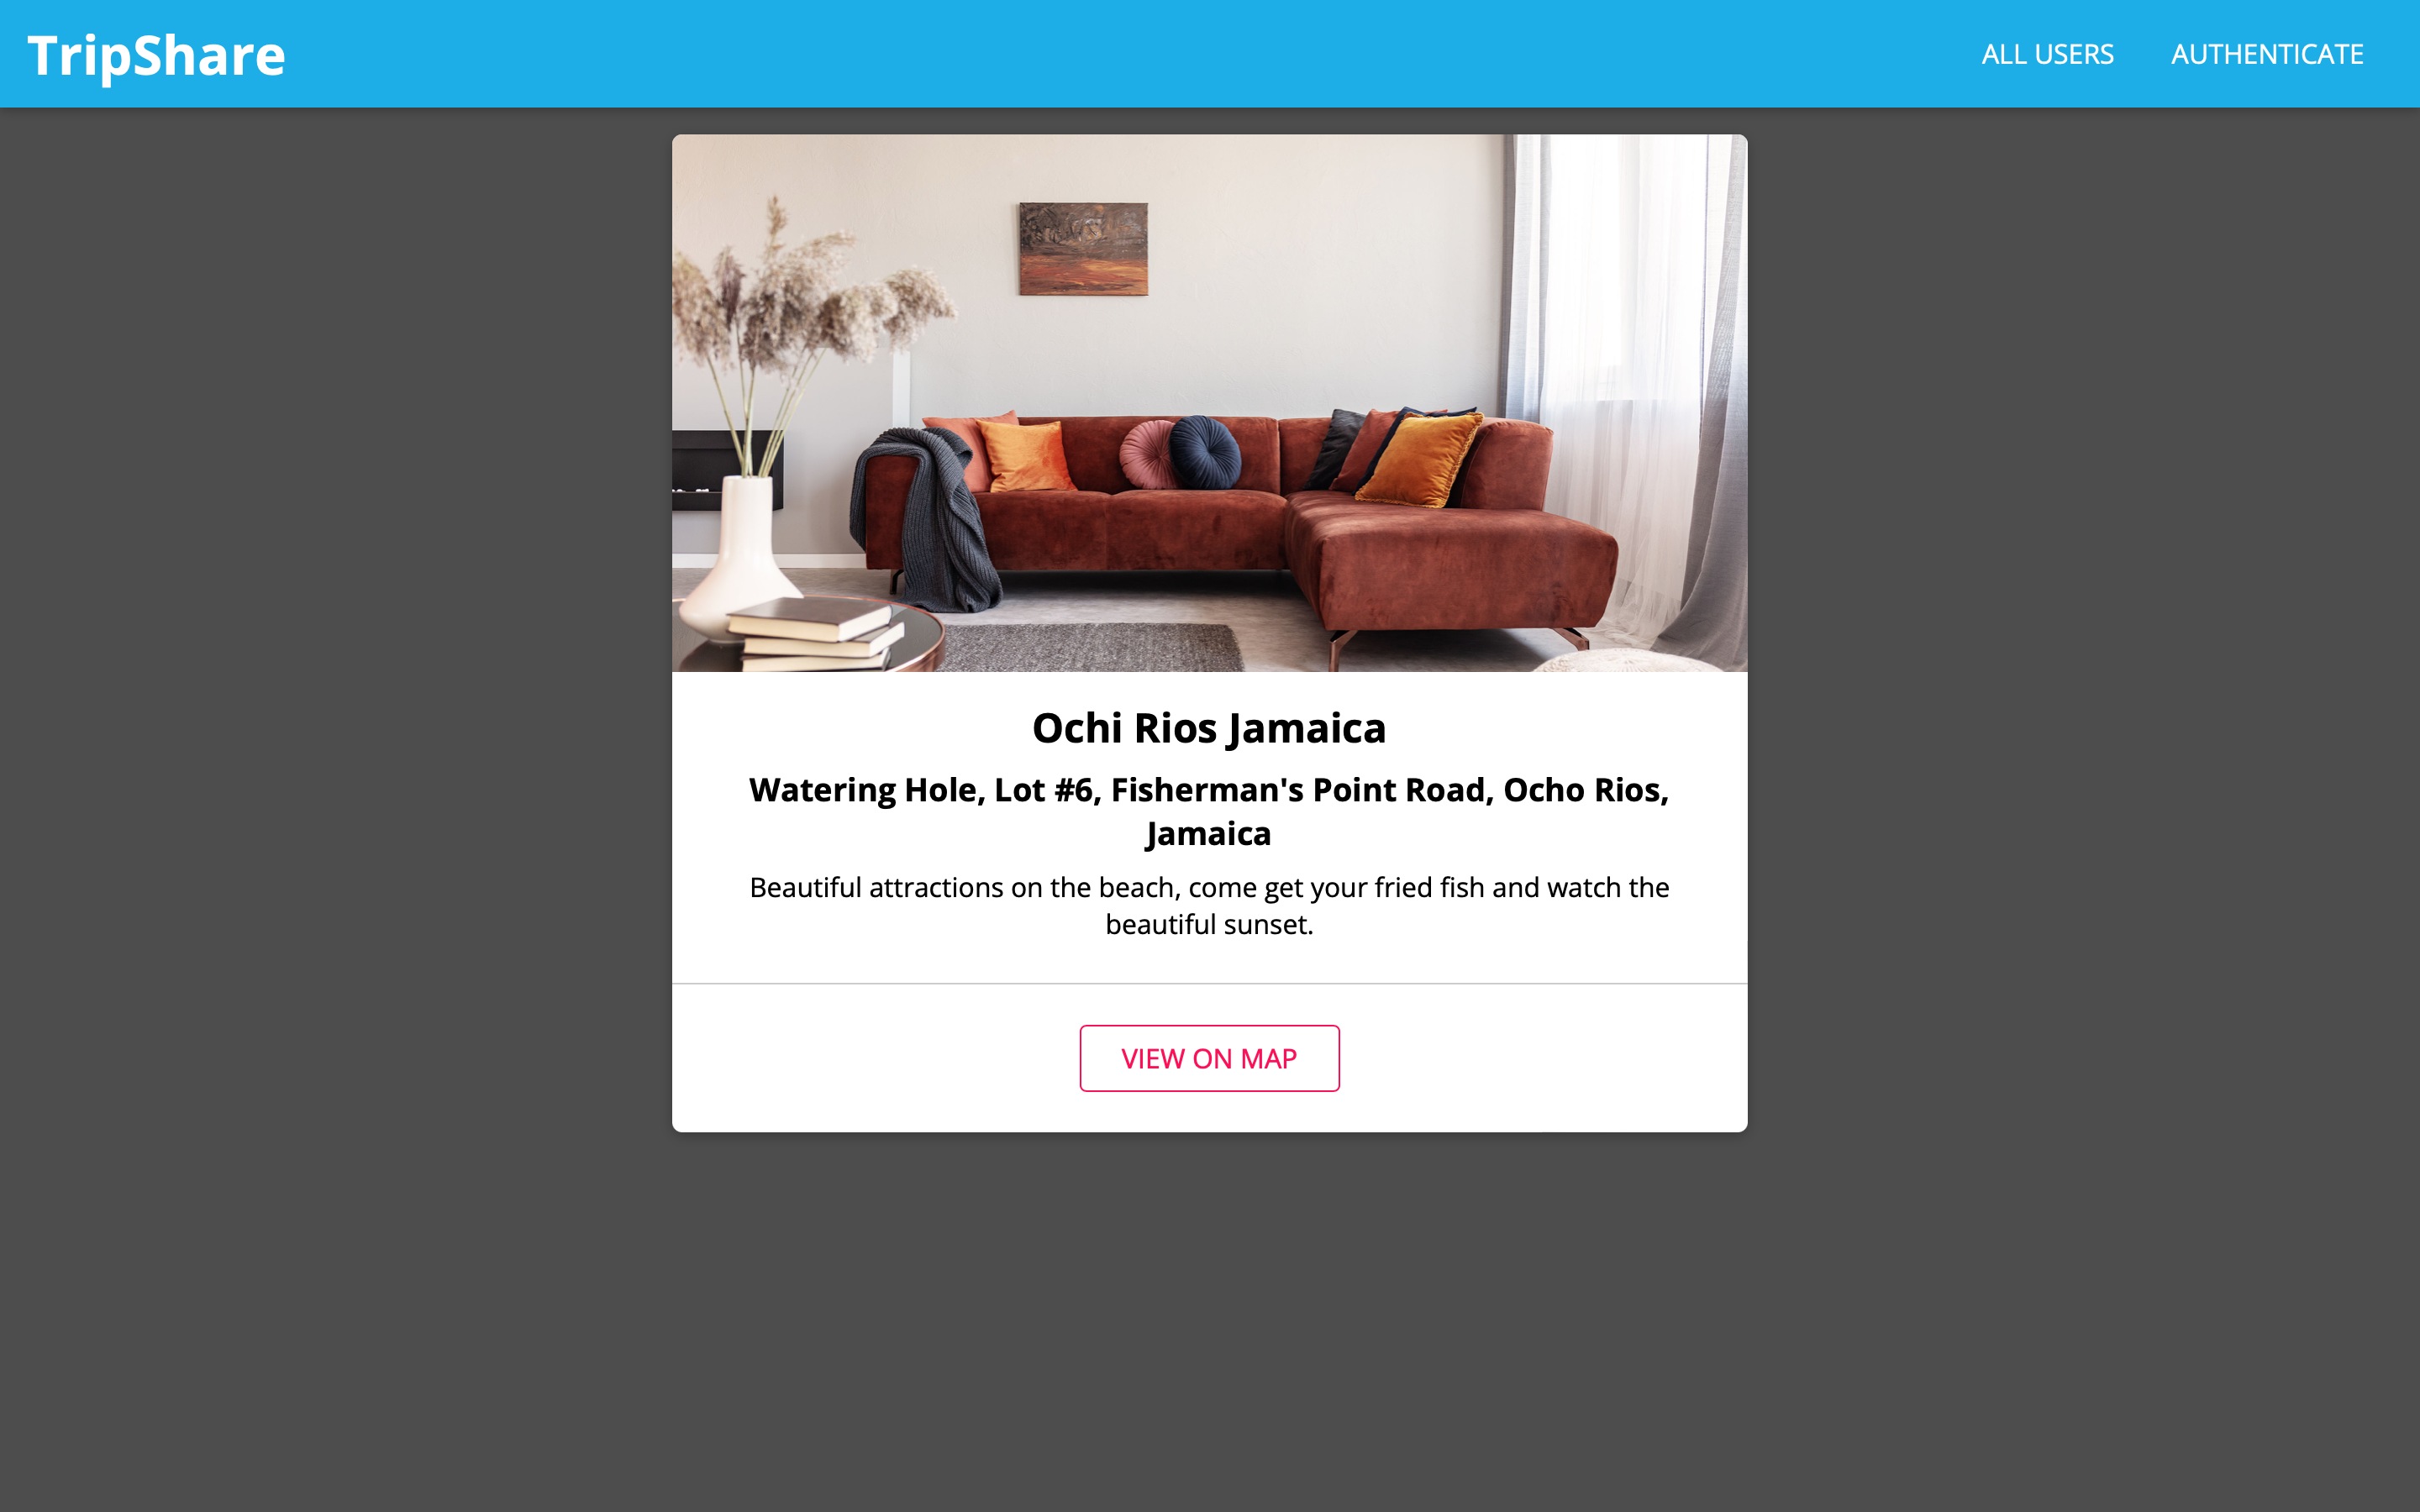 TripShare
ALL USERS
AUTHENTICATE
Ochi Rios Jamaica
Watering Hole, Lot #6, Fisherman's Point Road, Ocho Rios,
Jamaica
Beautiful attractions on the beach, come get your fried fish and watch the
beautiful sunset.
VIEW ON MAP